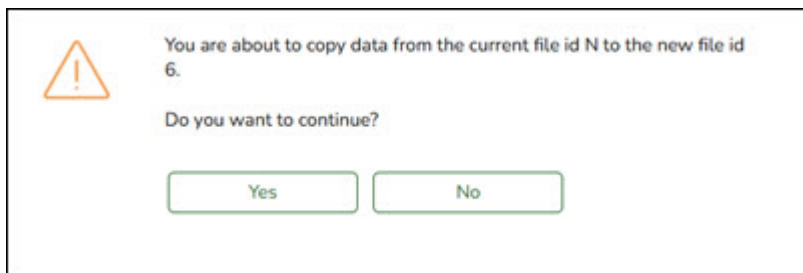 You are about to copy data from the current file id N to the new file id
6.
Do you want to continue?
Yes
No